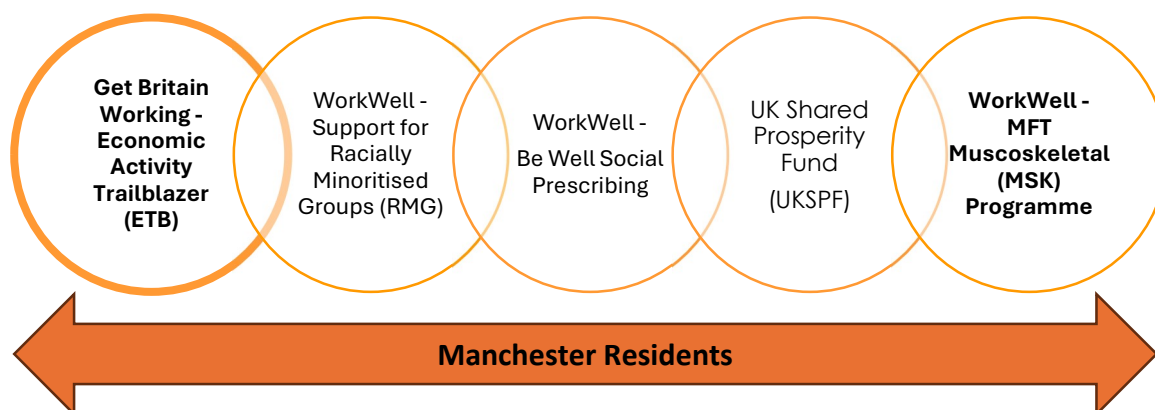 Get Britain
Working -
Economic
Activity
Trailblazer
(ETB)
WorkWell -
Support for
Racially
Minoritised
Groups (RMG)
WorkWell -
Be Well Social
Prescribing
UK Shared
Prosperity
Fund
(UKSPF)
WorkWell -
MFT
Muscoskeletal
(MSK)
Programme
Manchester Residents